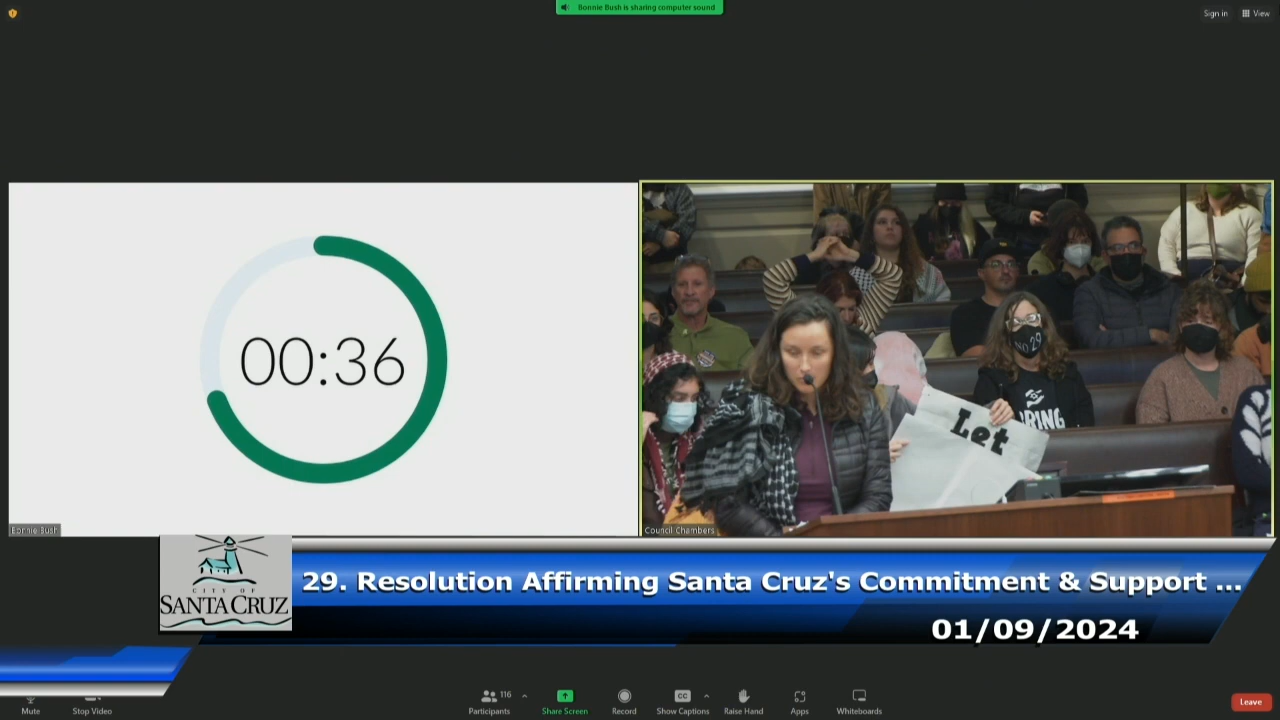 Bonnie Bush is sharing computer sound
Sign in
View
00:36
NO 29
RING
Let
Bonnie Bush
Council Chambers
CITY OF
SANTA CRUZ
29. Resolution Affirming Santa Cruz's Commitment & Support ...
01/09/2024
Mute
Stop Video
Participants
116
Share Screen
Record
CC
Show Captions
Raise Hand
Apps
Whiteboards
Leave